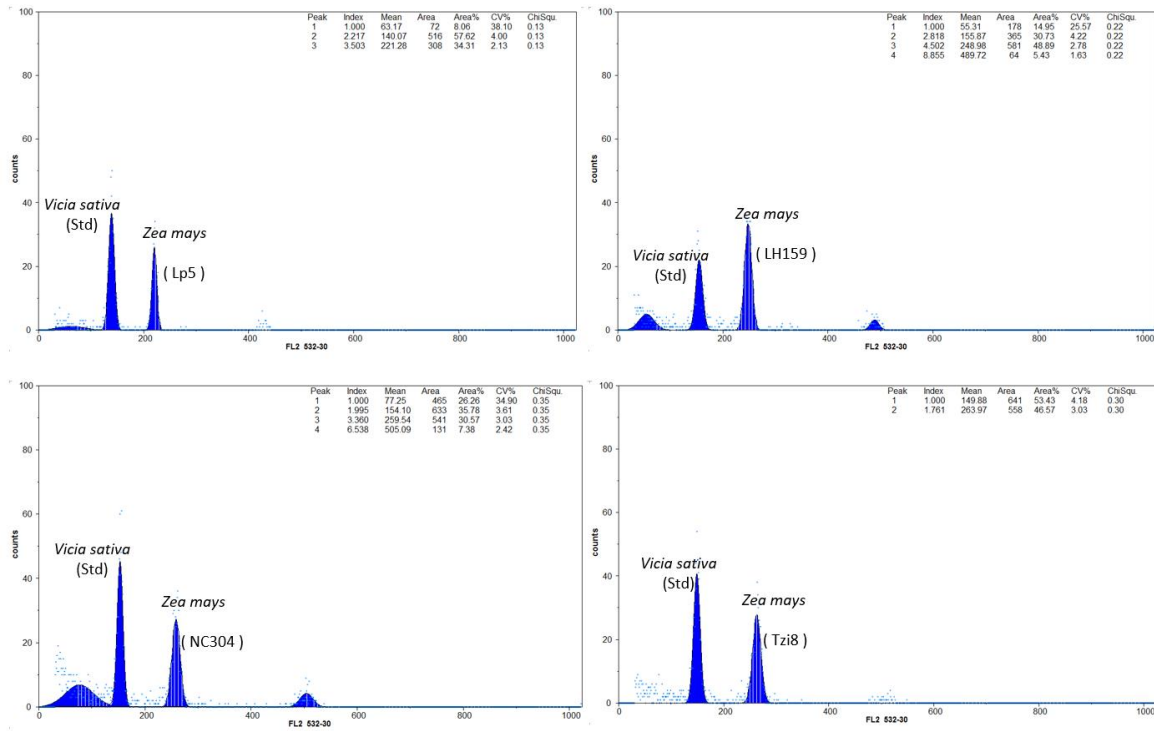 Peak Index Mean Area Area% CV% ChiSqu.
1 1.000 63.17 72 8.06 38.10 0.13
2 2.217 140.07 516 57.62 4.00 0.13
3 3.503 221.28 308 34.31 2.13 0.13
100
80
60
40
20
0
counts
Vicia sativa
(Std)
Zea mays
( Lp5 )
0 200 400 600 800 1000
FL2 532-30
Peak Index Mean Area Area% CV% ChiSqu.
1 1.000 55.31 178 14.95 25.57 0.22
2 2.818 155.87 365 30.73 4.22 0.22
3 4.502 248.98 581 48.89 2.78 0.22
4 8.855 489.72 64 5.43 1.63 0.22
100
80
60
40
20
0
counts
Zea mays
( LH159 )
Vicia sativa
(Std)
0 200 400 600 800 1000
FL2 532-30
Peak Index Mean Area Area% CV% ChiSqu.
1 1.000 77.25 465 26.26 34.90 0.35
2 1.995 154.10 633 35.78 3.61 0.35
3 3.360 259.54 541 30.57 3.03 0.35
4 6.538 505.09 131 7.38 2.42 0.35
100
80
60
40
20
0
counts
Vicia sativa
(Std)
Zea mays
( NC304 )
0 200 400 600 800 1000
FL2 532-30
Peak Index Mean Area Area% CV% ChiSqu.
1 1.000 149.88 641 53.43 4.18 0.30
2 1.761 263.97 558 46.57 3.03 0.30
100
80
60
40
20
0
counts
Vicia sativa
(Std)
Zea mays
( Tzi8 )
0 200 400 600 800 1000
FL2 532-30